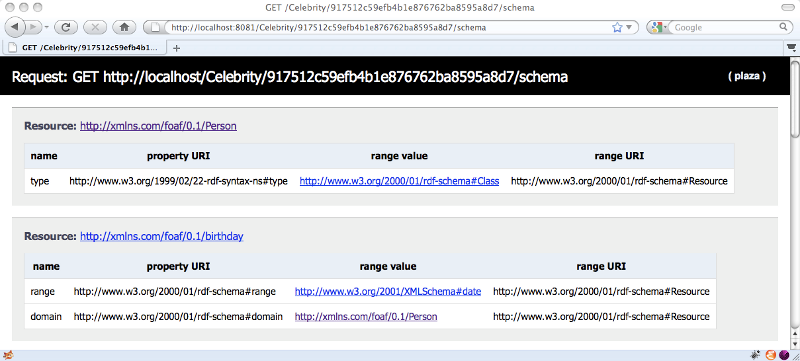 GET /Celebrity/917512c59efb4b1e876762ba8595a8d7/schema
http://localhost:8081/Celebrity/917512c59efb4b1e876762ba8595a8d7/schema
Google
GET /Celebrity/917512c59efb4b1...
Request: GET http://localhost/Celebrity/917512c59efb4b1e876762ba8595a8d7/schema ( plaza )
Resource: http://xmlns.com/foaf/0.1/Person
name property URI range value range URI
type http://www.w3.org/1999/02/22-rdf-syntax-ns#type http://www.w3.org/2000/01/rdf-schema#Class http://www.w3.org/2000/01/rdf-schema#Resource
Resource: http://xmlns.com/foaf/0.1/birthday
name property URI range value range URI
range http://www.w3.org/2000/01/rdf-schema#range http://www.w3.org/2001/XMLSchema#date http://www.w3.org/2000/01/rdf-schema#Resource
domain http://www.w3.org/2000/01/rdf-schema#domain http://xmlns.com/foaf/0.1/Person http://www.w3.org/2000/01/rdf-schema#Resource